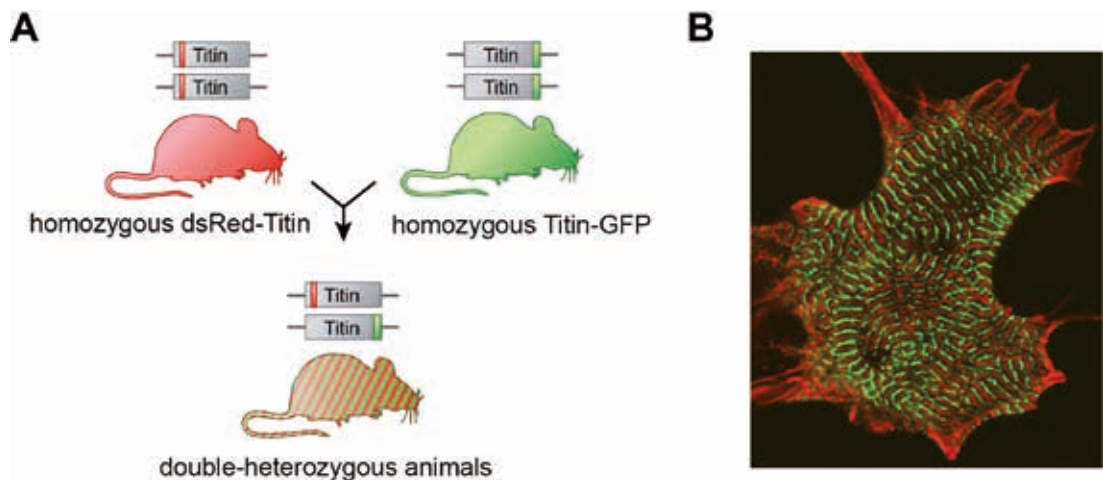 A
B
Titin
Titin
Titin
Titin
homozygous dsRed-Titin
homozygous Titin-GFP
Titin
Titin
double-heterozygous animals